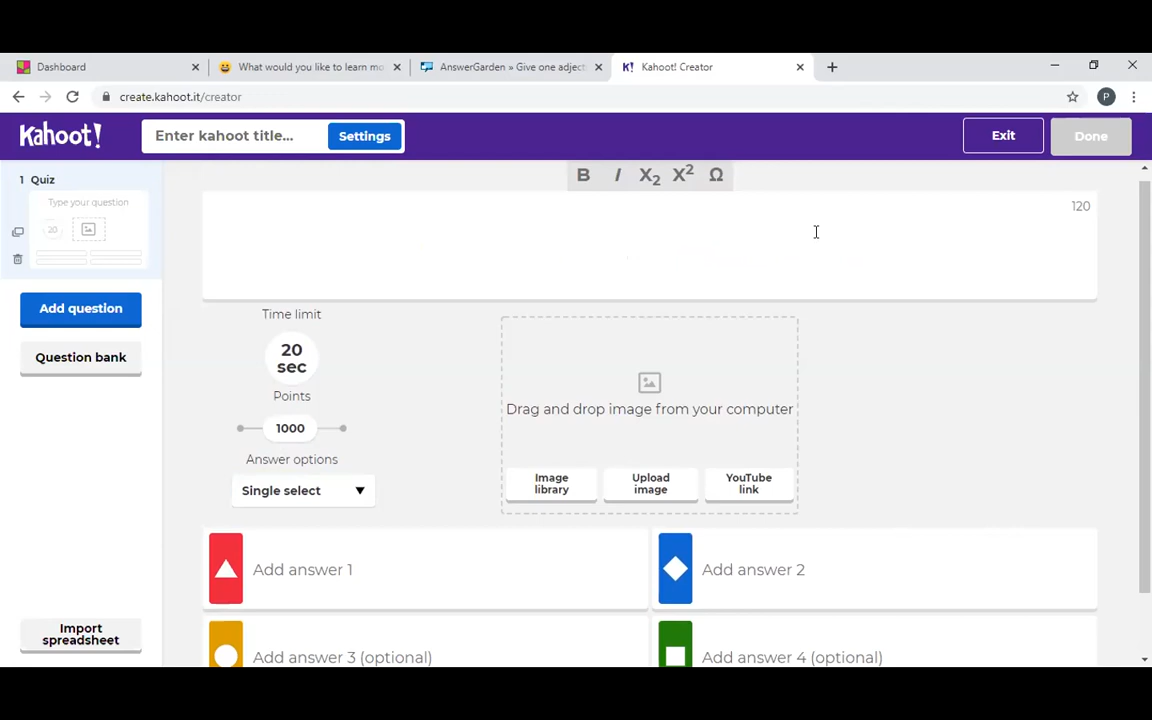 Dashboard
What would you like to learn mo
AnswerGarden » Give one adject
K! Kahoot! Creator
create.kahoot.it/creator
P
Kahoot!
Enter kahoot title...
Settings
Exit
Done
1 Quiz
Type your question
20
Add question
Question bank
Import
spreadsheet
B I X2 X2 Ω
120
Time limit
20
sec
Points
1000
Answer options
Single select
Drag and drop image from your computer
Image
library
Upload
image
YouTube
link
Add answer 1
Add answer 2
Add answer 3 (optional)
Add answer 4 (optional)